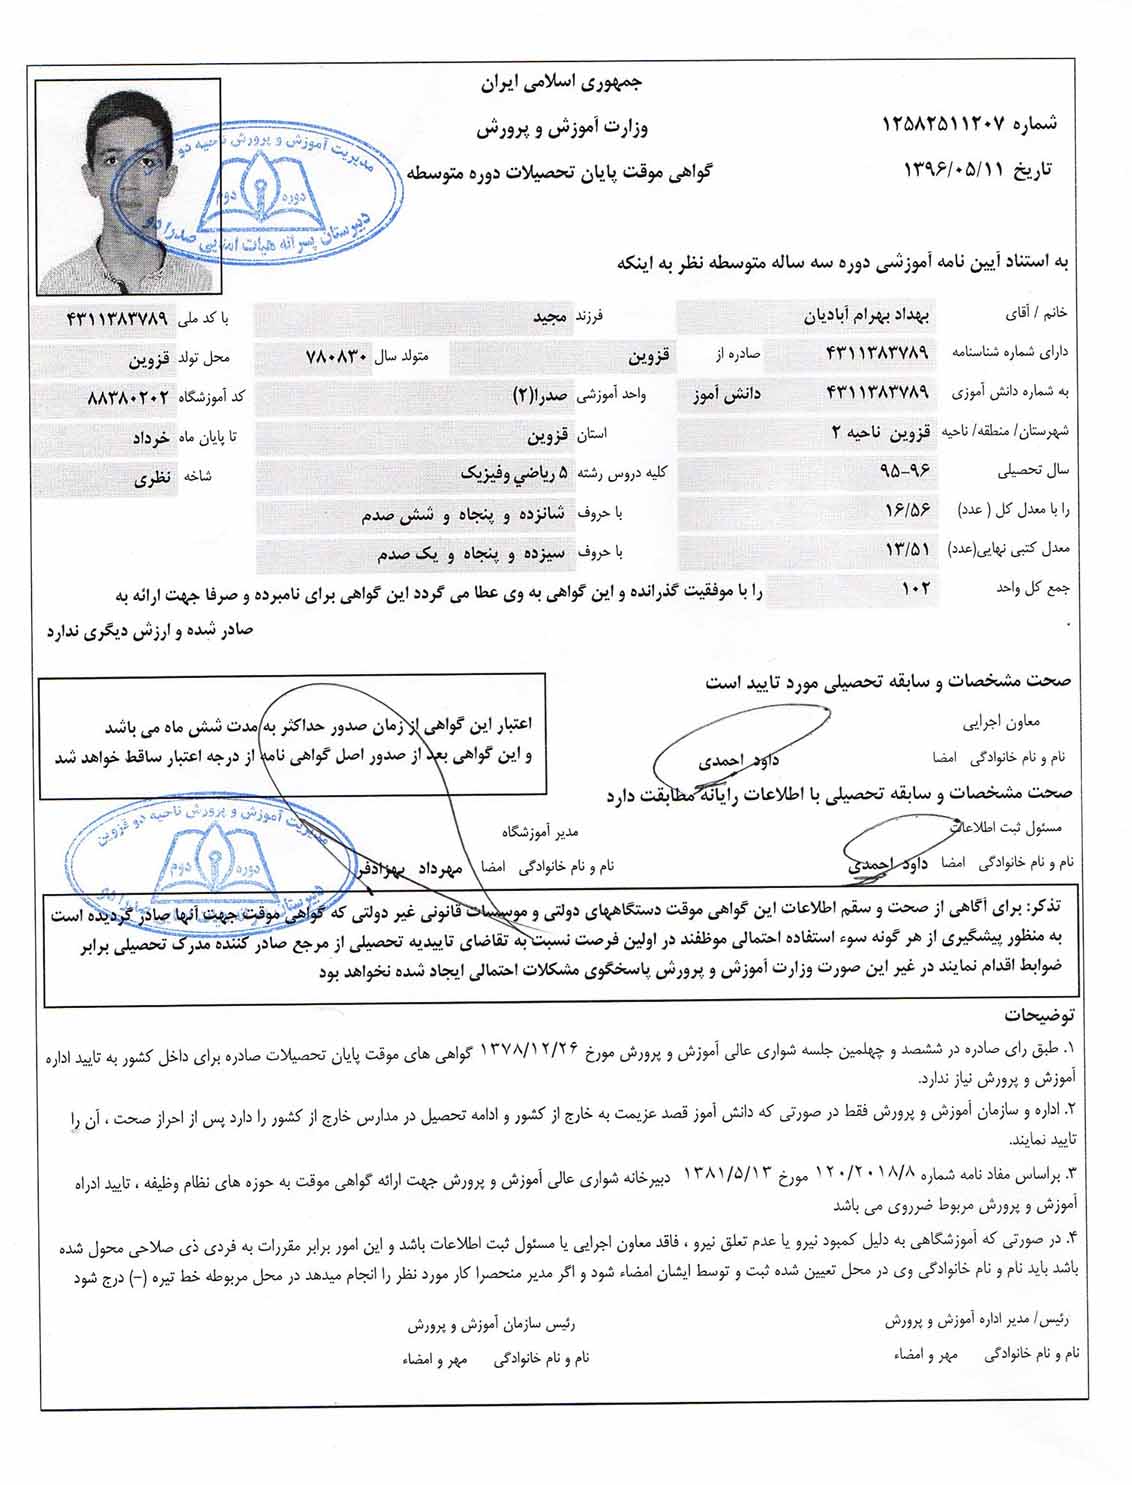 جمهوری اسلامی ایران
وزارت آموزش و پرورش
گواهی موقت پایان تحصیلات دوره متوسطه
شماره ۱۲۵۸۲۵۱۱۲۰۷
تاریخ ۱۳۹۶/۰۵/۱۱
مدیریت آموزش و پرورش ناحیه دو
دوره دوم
دبیرستان پسرانه هیات امنایی صدرا دو
به استناد آیین نامه آموزشی دوره سه ساله متوسطه نظر به اینکه
خانم / آقای بهداد بهرام آبادیان فرزند مجید با کد ملی ۴۳۱۱۳۸۳۷۸۹
دارای شماره شناسنامه ۴۳۱۱۳۸۳۷۸۹ صادره از قزوین متولد سال ۷۸۰۸۳۰ محل تولد قزوین
به شماره دانش آموزی ۴۳۱۱۳۸۳۷۸۹ دانش آموز واحد آموزشی صدرا(۲) کد آموزشگاه ۸۸۳۸۰۲۰۲
شهرستان/ منطقه/ ناحیه قزوین ناحیه ۲ استان قزوین تا پایان ماه خرداد
سال تحصیلی ۹۵-۹۶ کلیه دروس رشته ۵ ریاضي وفیزیک شاخه نظری
را با معدل کل ( عدد) ۱۶/۵۶ با حروف شانزده و پنجاه و شش صدم
معدل کتبی نهایی(عدد) ۱۳/۵۱ با حروف سیزده و پنجاه و یک صدم
جمع کل واحد ۱۰۲ را با موفقیت گذرانده و این گواهی به وی عطا می گردد این گواهی برای نامبرده و صرفا جهت ارائه به
. صادر شده و ارزش دیگری ندارد
صحت مشخصات و سابقه تحصیلی مورد تایید است
معاون اجرایی
نام و نام خانوادگی امضا داود احمدی
اعتبار این گواهی از زمان صدور حداکثر به مدت شش ماه می باشد
و این گواهی بعد از صدور اصل گواهی نامه از درجه اعتبار ساقط خواهد شد
صحت مشخصات و سابقه تحصیلی با اطلاعات رایانه مطابقت دارد
مسئول ثبت اطلاعات مدیر آموزشگاه
نام و نام خانوادگی امضا داود احمدی نام و نام خانوادگی امضا مهرداد بهزادفر
مدیریت آموزش و پرورش ناحیه دو قزوین
دوره دوم
تذکر: برای آگاهی از صحت و سقم اطلاعات این گواهی موقت دستگاههای دولتی و موسسات قانونی غیر دولتی که گواهی موقت جهت آنها صادر گردیده است
به منظور پیشگیری از هر گونه سوء استفاده احتمالی موظفند در اولین فرصت نسبت به تقاضای تاییدیه تحصیلی از مرجع صادر کننده مدرک تحصیلی برابر
ضوابط اقدام نمایند در غیر این صورت وزارت آموزش و پرورش پاسخگوی مشکلات احتمالی ایجاد شده نخواهد بود
توضیحات
۱. طبق رای صادره در ششصد و چهلمین جلسه شواری عالی آموزش و پرورش مورخ ۱۳۷۸/۱۲/۲۶ گواهی های موقت پایان تحصیلات صادره برای داخل کشور به تایید اداره
آموزش و پرورش نیاز ندارد.
۲. اداره و سازمان آموزش و پرورش فقط در صورتی که دانش آموز قصد عزیمت به خارج از کشور و ادامه تحصیل در مدارس خارج از کشور را دارد پس از احراز صحت ، آن را
تایید نمایند.
۳. براساس مفاد نامه شماره ۱۲۰/۲۰۱۸/۸ مورخ ۱۳۸۱/۵/۱۳ دبیرخانه شواری عالی آموزش و پرورش جهت ارائه گواهی موقت به حوزه های نظام وظیفه ، تایید ادراه
آموزش و پرورش مربوط ضرروی می باشد
۴. در صورتی که آموزشگاهی به دلیل کمبود نیرو یا عدم تعلق نیرو ، فاقد معاون اجرایی یا مسئول ثبت اطلاعات باشد و این امور برابر مقررات به فردی ذی صلاحی محول شده
باشد باید نام و نام خانوادگی وی در محل تعیین شده ثبت و توسط ایشان امضاء شود و اگر مدیر منحصرا کار مورد نظر را انجام میدهد در محل مربوطه خط تیره (-) درج شود
رئیس/ مدیر اداره آموزش و پرورش رئیس سازمان آموزش و پرورش
نام و نام خانوادگی مهر و امضاء نام و نام خانوادگی مهر و امضاء